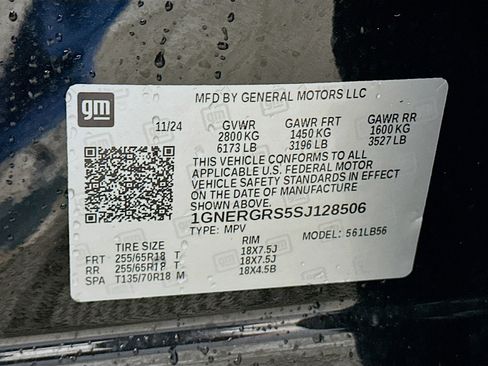 gm
MFD BY GENERAL MOTORS LLC
11/24 GVWR GAWR FRT GAWR RR
2800 KG 1450 KG 1600 KG
6173 LB 3196 LB 3527 LB
THIS VEHICLE CONFORMS TO ALL
APPLICABLE U.S. FEDERAL MOTOR
VEHICLE SAFETY STANDARDS IN EFFECT
ON THE DATE OF MANUFACTURE SHOWN ABOVE.
1GNERGRS5SJ128506
TYPE: MPV MODEL: 561LB56
TIRE SIZE RIM
FRT 255/65R18 T 18X7.5J
RR 255/65R18 T 18X7.5J
SPA T135/70R18 M 18X4.5B